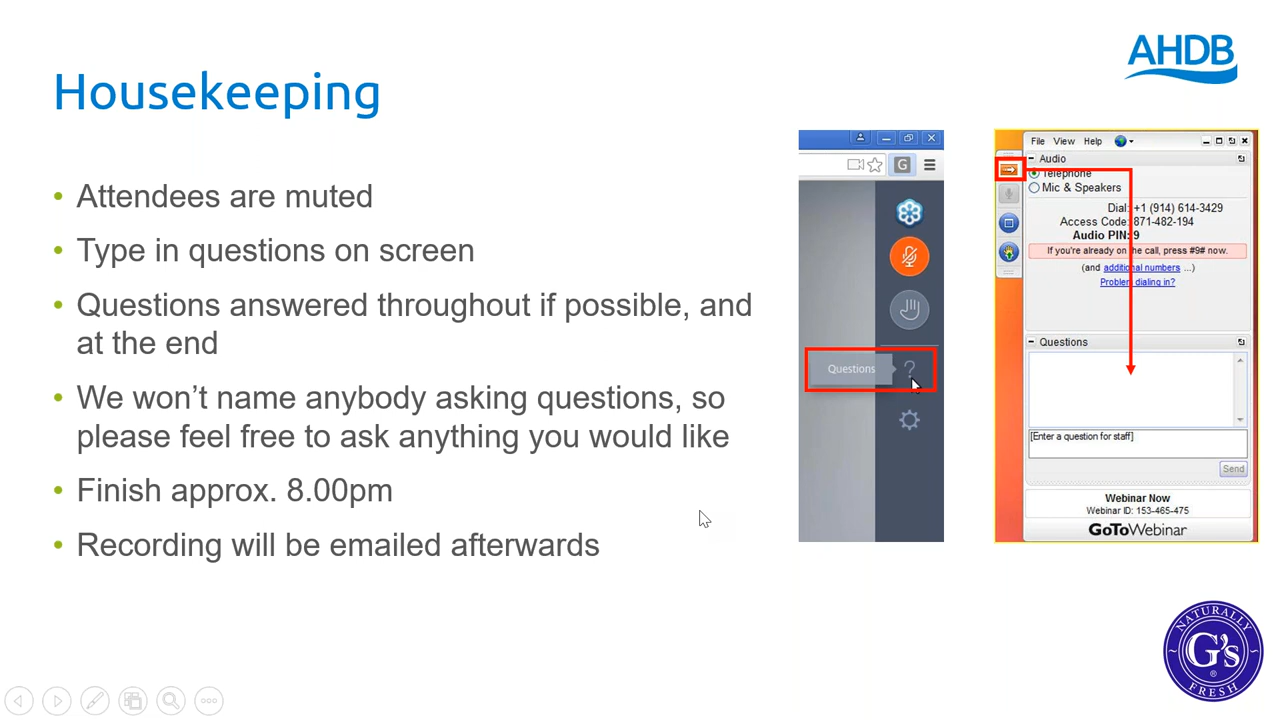 AHDB
Housekeeping
Attendees are muted
Type in questions on screen
Questions answered throughout if possible, and
at the end
We won't name anybody asking questions, so
please feel free to ask anything you would like
Finish approx. 8.00pm
Recording will be emailed afterwards
G
Questions
?
File View Help
Audio
Telephone
Mic & Speakers
Dial: +1 (914) 614-3429
Access Code: 871-482-194
Audio PIN: 9
If you're already on the call, press #9# now.
(and additional numbers ...)
Problem dialing in?
Questions
[Enter a question for staff]
Send
Webinar Now
Webinar ID: 153-465-475
GoToWebinar
NATURALLY
G's
®
FRESH